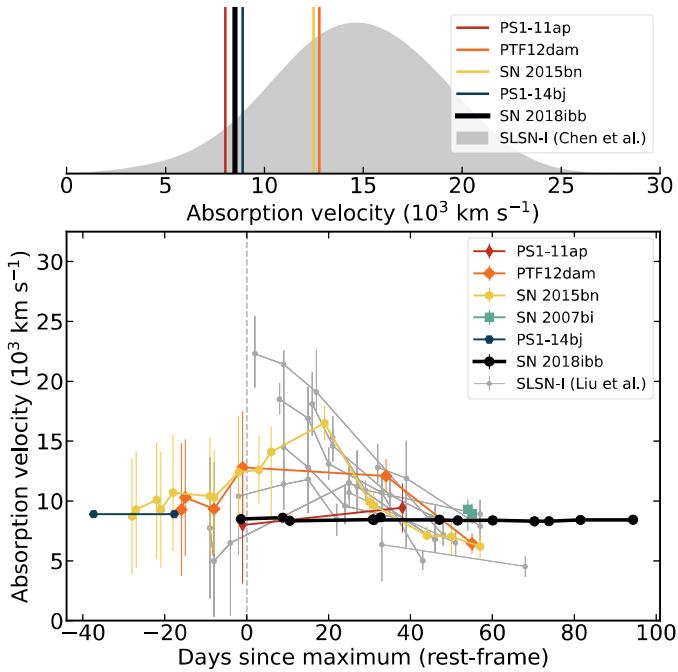 PS1-11ap
PTF12dam
SN 2015bn
PS1-14bj
SN 2018ibb
SLSN-I (Chen et al.)
0 5 10 15 20 25 30
Absorption velocity (10³ km s⁻¹)
Absorption velocity (10³ km s⁻¹)
30
25
20
15
10
5
0
PS1-11ap
PTF12dam
SN 2015bn
SN 2007bi
PS1-14bj
SN 2018ibb
SLSN-I (Liu et al.)
−40 −20 0 20 40 60 80 100
Days since maximum (rest-frame)